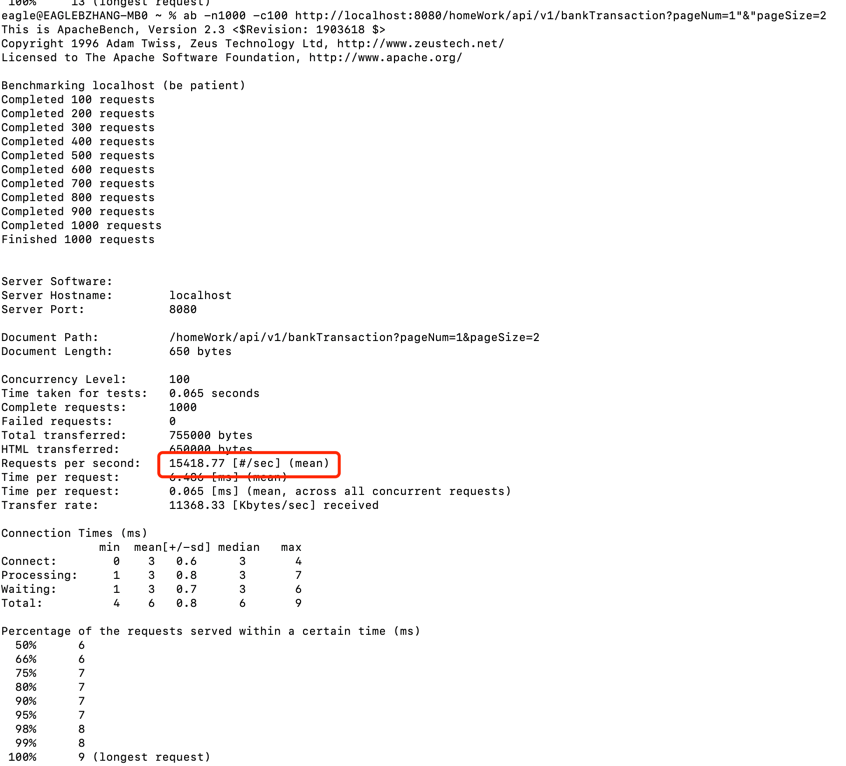 100% 13 (longest request)
eagle@EAGLEBZHANG-MB0 ~ % ab -n1000 -c100 http://localhost:8080/homeWork/api/v1/bankTransaction?pageNum=1"&"pageSize=2
This is ApacheBench, Version 2.3 <$Revision: 1903618 $>
Copyright 1996 Adam Twiss, Zeus Technology Ltd, http://www.zeustech.net/
Licensed to The Apache Software Foundation, http://www.apache.org/

Benchmarking localhost (be patient)
Completed 100 requests
Completed 200 requests
Completed 300 requests
Completed 400 requests
Completed 500 requests
Completed 600 requests
Completed 700 requests
Completed 800 requests
Completed 900 requests
Completed 1000 requests
Finished 1000 requests

Server Software:
Server Hostname: localhost
Server Port: 8080

Document Path: /homeWork/api/v1/bankTransaction?pageNum=1&pageSize=2
Document Length: 650 bytes

Concurrency Level: 100
Time taken for tests: 0.065 seconds
Complete requests: 1000
Failed requests: 0
Total transferred: 755000 bytes
HTML transferred: 650000 bytes
Requests per second: 15418.77 [#/sec] (mean)
Time per request: 6.486 [ms] (mean)
Time per request: 0.065 [ms] (mean, across all concurrent requests)
Transfer rate: 11368.33 [Kbytes/sec] received

Connection Times (ms)
min mean[+/-sd] median max
Connect: 0 3 0.6 3 4
Processing: 1 3 0.8 3 7
Waiting: 1 3 0.7 3 6
Total: 4 6 0.8 6 9

Percentage of the requests served within a certain time (ms)
50% 6
66% 6
75% 7
80% 7
90% 7
95% 7
98% 8
99% 8
100% 9 (longest request)